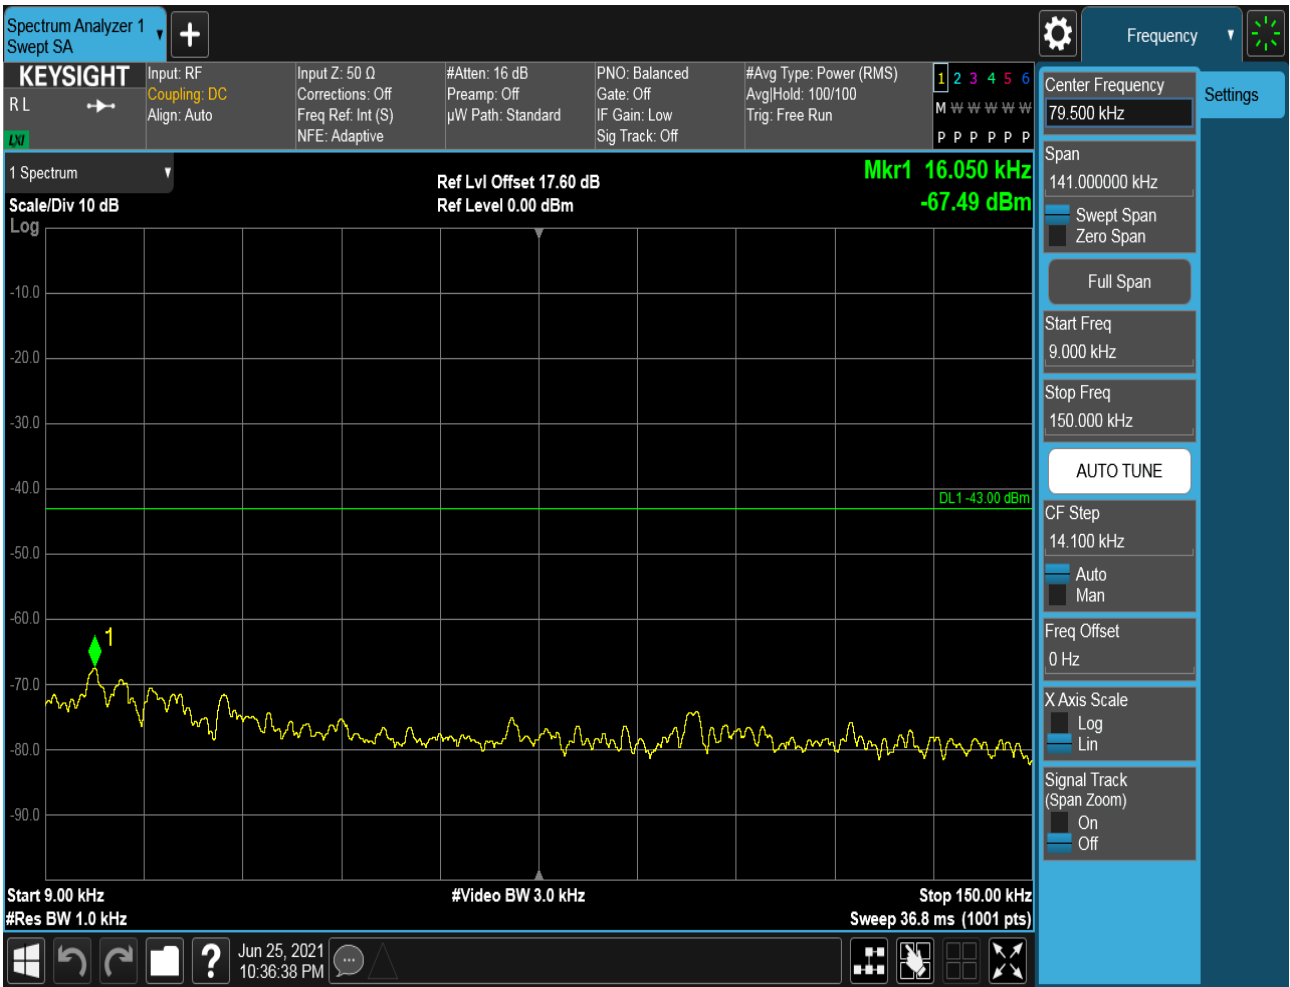 Spectrum Analyzer 1
Swept SA
Frequency
KEYSIGHT
R L
LXI
Input: RF
Coupling: DC
Align: Auto
Input Z: 50 Ω
Corrections: Off
Freq Ref: Int (S)
NFE: Adaptive
#Atten: 16 dB
Preamp: Off
µW Path: Standard
PNO: Balanced
Gate: Off
IF Gain: Low
Sig Track: Off
#Avg Type: Power (RMS)
Avg|Hold: 100/100
Trig: Free Run
1 2 3 4 5 6
M W W W W W
P P P P P P
1 Spectrum
Scale/Div 10 dB
Log
Ref Lvl Offset 17.60 dB
Ref Level 0.00 dBm
Mkr1 16.050 kHz
-67.49 dBm
-10.0
-20.0
-30.0
-40.0
DL1 -43.00 dBm
-50.0
-60.0
1
-70.0
-80.0
-90.0
Start 9.00 kHz
#Res BW 1.0 kHz
#Video BW 3.0 kHz
Stop 150.00 kHz
Sweep 36.8 ms (1001 pts)
Center Frequency
79.500 kHz
Settings
Span
141.000000 kHz
Swept Span
Zero Span
Full Span
Start Freq
9.000 kHz
Stop Freq
150.000 kHz
AUTO TUNE
CF Step
14.100 kHz
Auto
Man
Freq Offset
0 Hz
X Axis Scale
Log
Lin
Signal Track
(Span Zoom)
On
Off
?
Jun 25, 2021
10:36:38 PM